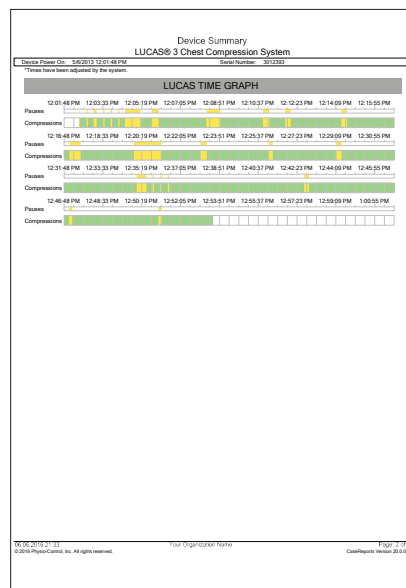 Device Summary
LUCAS® 3 Chest Compression System
Device Power On: 5/6/2013 12:01:48 PM Serial Number: 3012393
*Times have been adjusted by the system.
LUCAS TIME GRAPH
12:01:48 PM 12:03:33 PM 12:05:19 PM 12:07:05 PM 12:08:51 PM 12:10:37 PM 12:12:23 PM 12:14:09 PM 12:15:55 PM
Pauses
Compressions
12:16:48 PM 12:18:33 PM 12:20:19 PM 12:22:05 PM 12:23:51 PM 12:25:37 PM 12:27:23 PM 12:29:09 PM 12:30:55 PM
Pauses
Compressions
12:31:48 PM 12:33:33 PM 12:35:19 PM 12:37:05 PM 12:38:51 PM 12:40:37 PM 12:42:23 PM 12:44:09 PM 12:45:55 PM
Pauses
Compressions
12:46:48 PM 12:48:33 PM 12:50:19 PM 12:52:05 PM 12:53:51 PM 12:55:37 PM 12:57:23 PM 12:59:09 PM 1:00:55 PM
Pauses
Compressions
06.06.2016 21:33 Your Organization Name Page: 2 of
© 2016 Physio-Control, Inc. All rights reserved. CaseReports Version 20.0.0